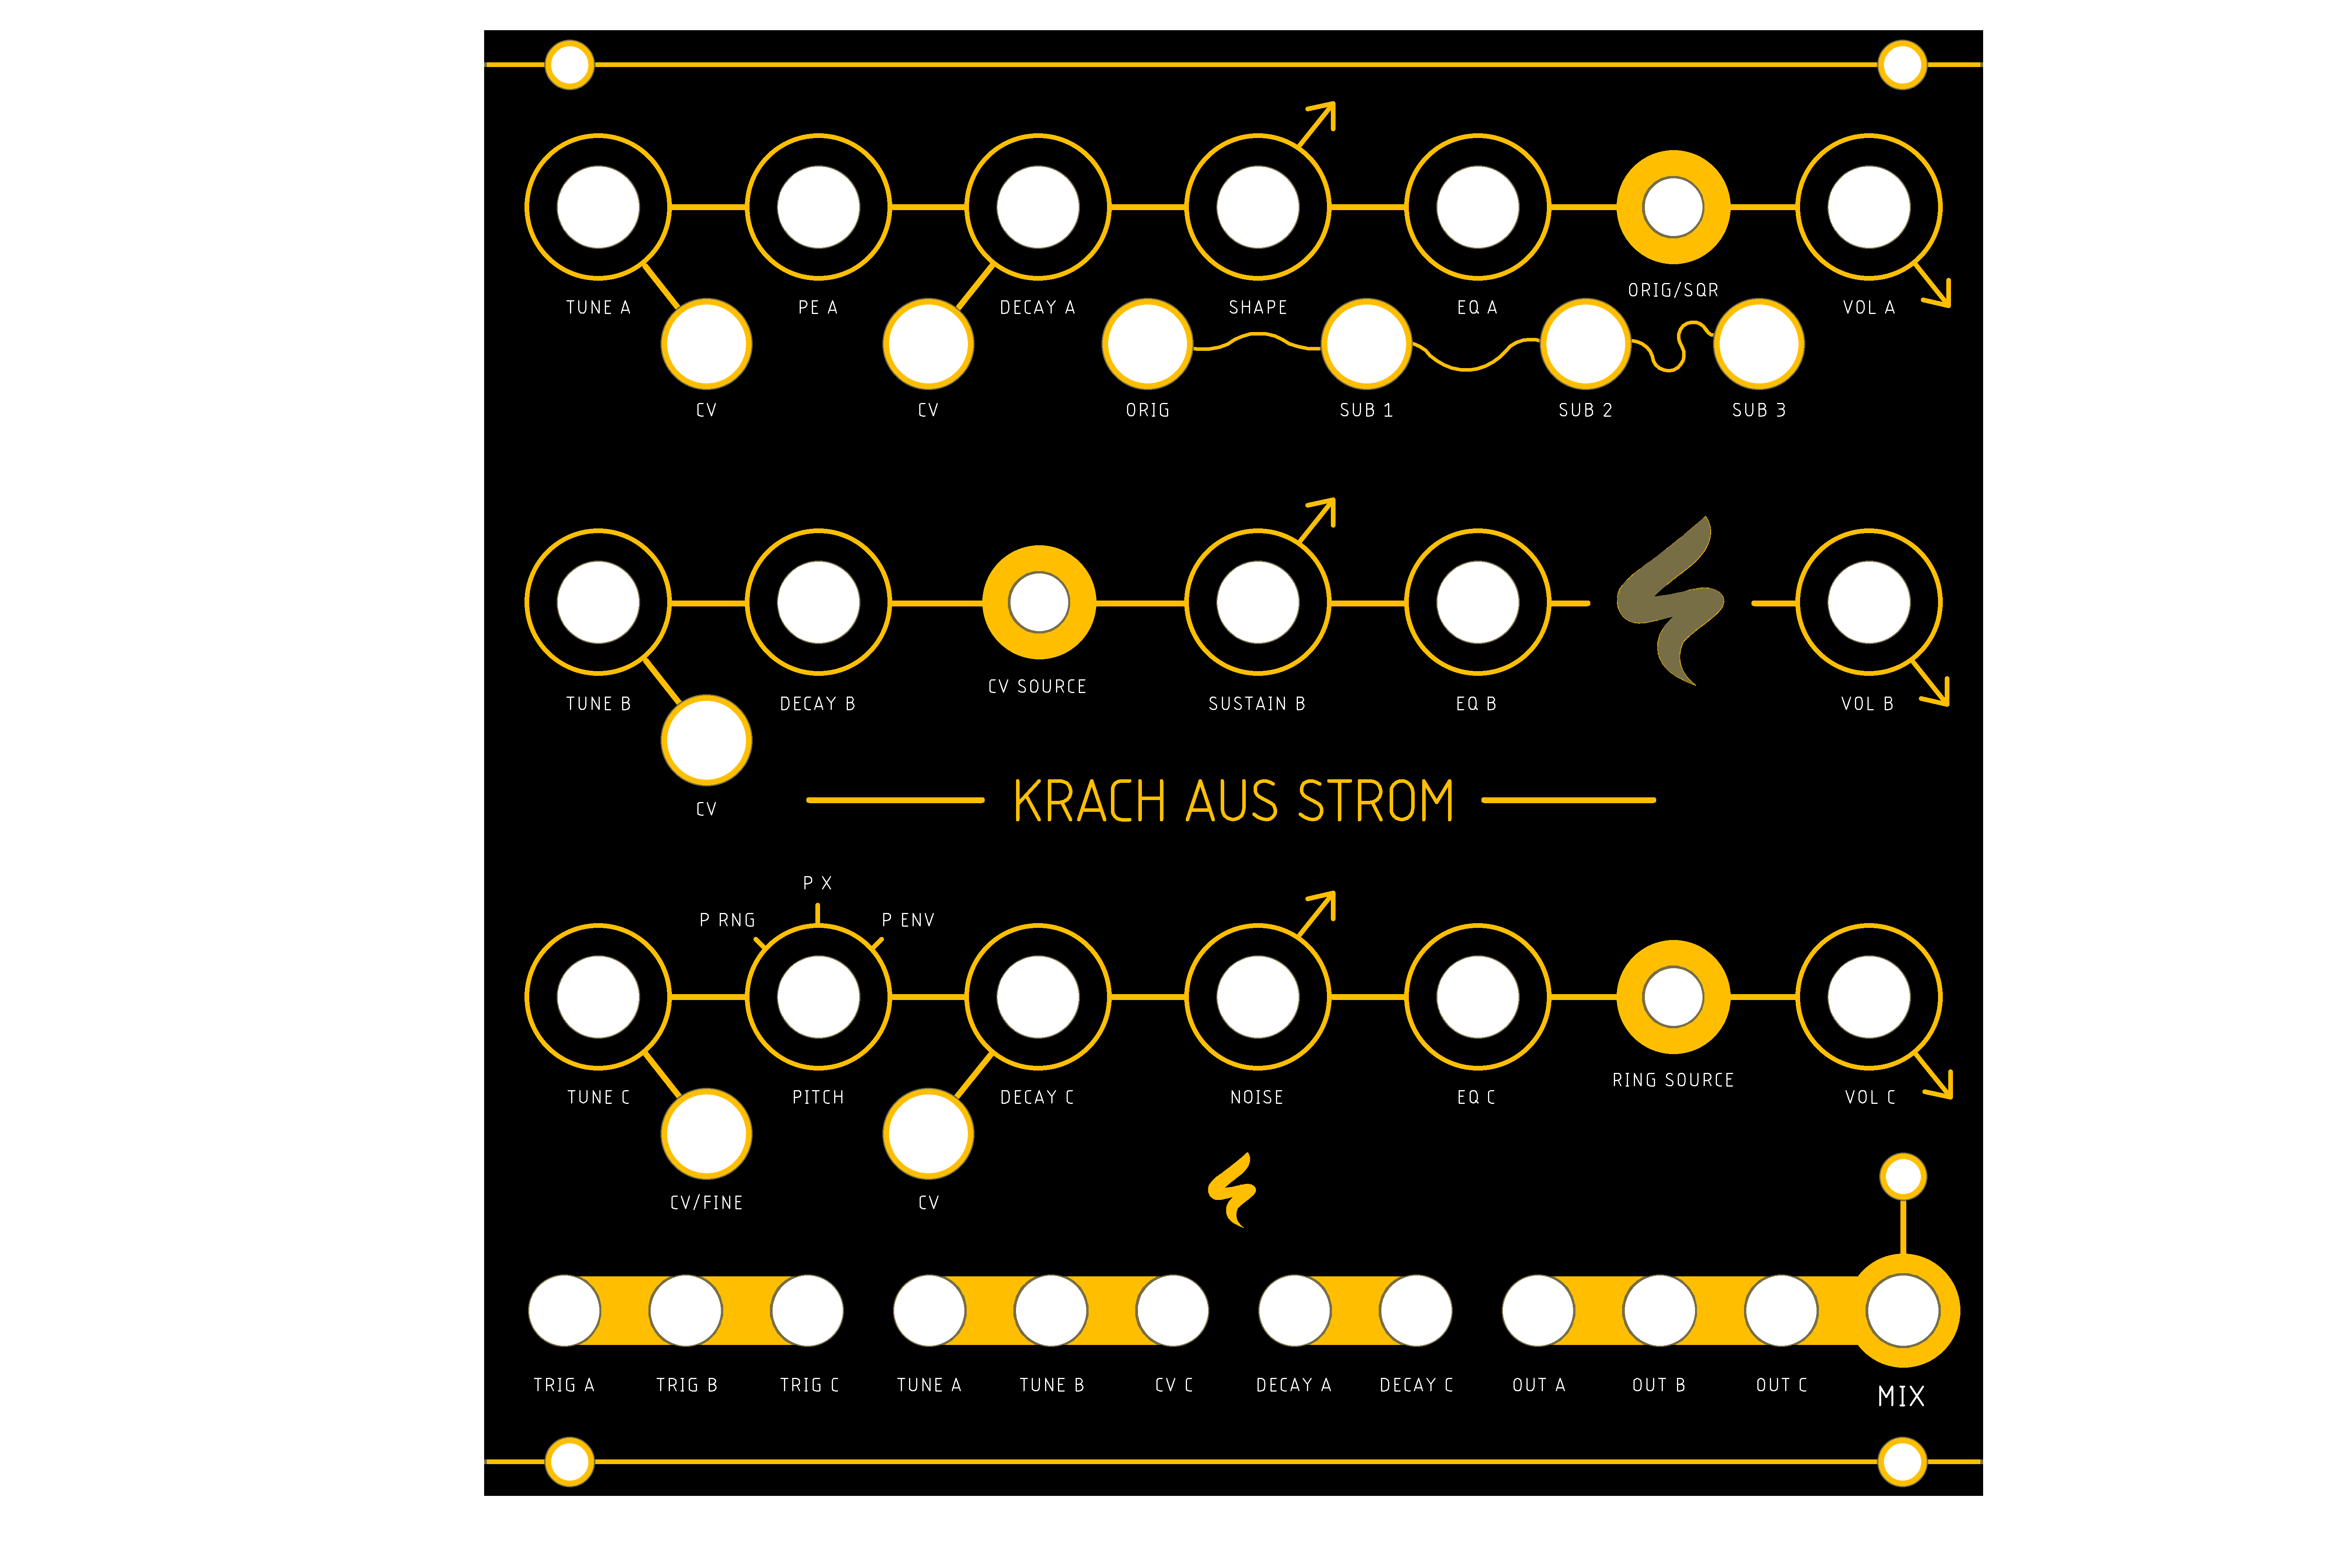 TUNE A PE A DECAY A SHAPE EQ A ORIG/SQR VOL A
CV CV ORIG SUB 1 SUB 2 SUB 3
TUNE B DECAY B CV SOURCE SUSTAIN B EQ B VOL B
CV
KRACH AUS STROM
P X
P RNG P ENV
TUNE C PITCH DECAY C NOISE EQ C RING SOURCE VOL C
CV/FINE CV
TRIG A TRIG B TRIG C TUNE A TUNE B CV C DECAY A DECAY C OUT A OUT B OUT C MIX